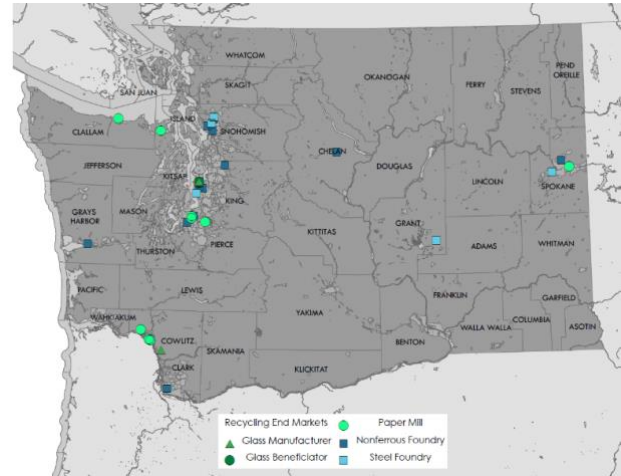 WHATCOM
SAN JUAN
SKAGIT
ISLAND
OKANOGAN
FERRY
STEVENS
PEND
OREILLE
CLALLAM
SNOHOMISH
CHELAN
DOUGLAS
JEFFERSON
KITSAP
KING
LINCOLN
SPOKANE
GRAYS
HARBOR
MASON
KITTITAS
GRANT
ADAMS
WHITMAN
THURSTON
PIERCE
PACIFIC
LEWIS
YAKIMA
FRANKLIN
GARFIELD
WAHKIAKUM
COWLITZ
SKAMANIA
BENTON
WALLA WALLA
COLUMBIA
ASOTIN
CLARK
KLICKITAT
Recycling End Markets
Paper Mill
Glass Manufacturer
Nonferrous Foundry
Glass Beneficiator
Steel Foundry